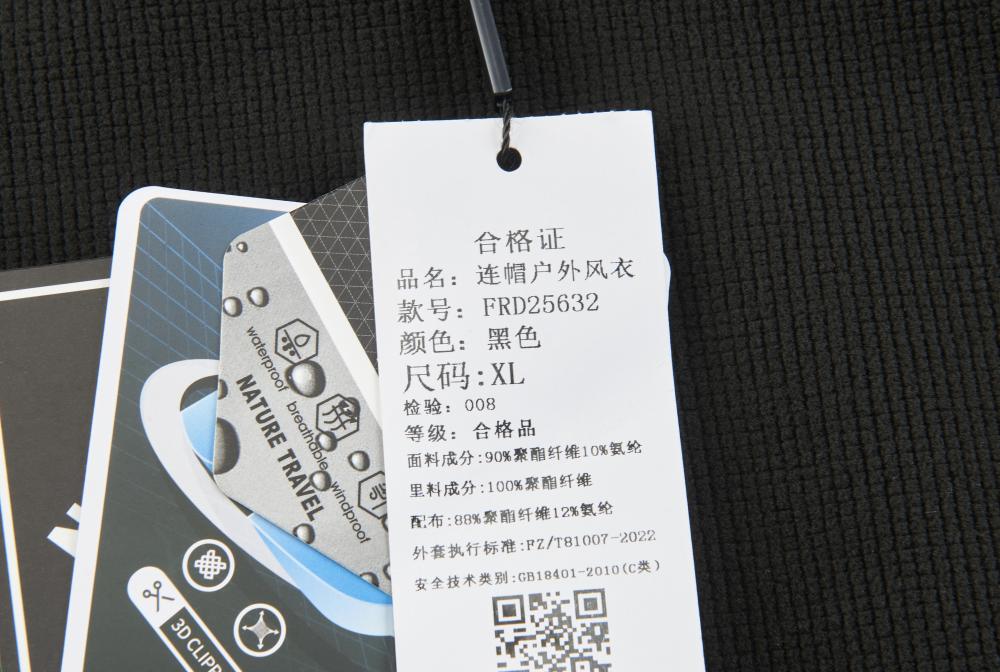 合格证
品名：连帽户外风衣
款号：FRD25632
颜色：黑色
尺码:XL
检验：008
等级：合格品
面料成分:90%聚酯纤维10%氨纶
里料成分:100%聚酯纤维
配布:88%聚酯纤维12%氨纶
外套执行标准:FZ/T81007-2022
安全技术类别:GB18401-2010(C类)
waterproof breathable windproof
NATURE TRAVEL
3D CLIPP